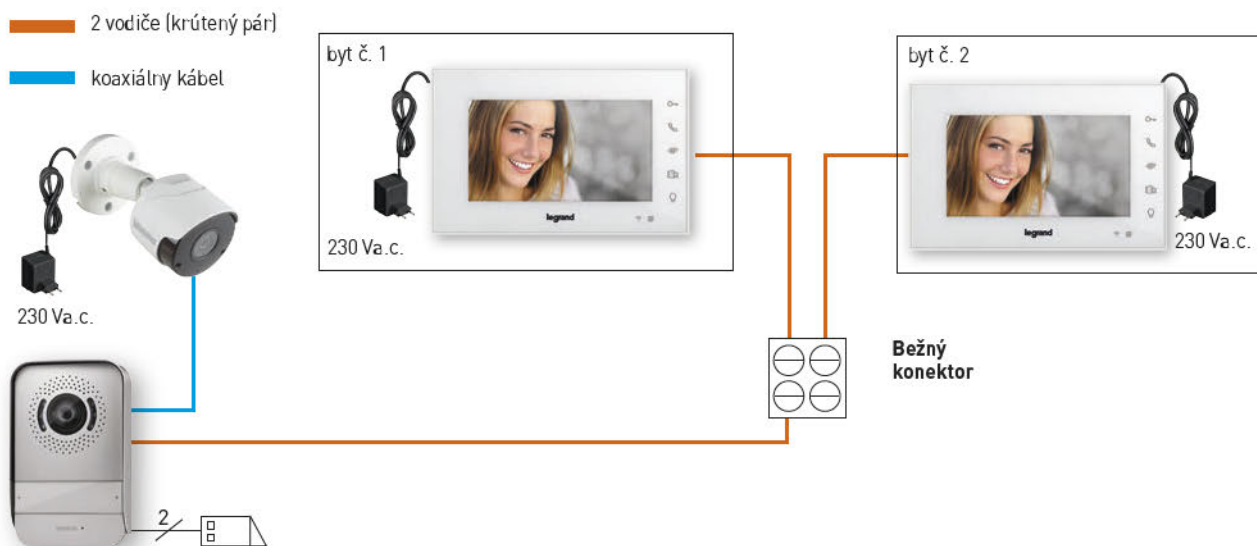 2 vodiče (krútený pár)
koaxiálny kábel
230 Va.c.
byt č. 1
legrand
230 Va.c.
byt č. 2
legrand
230 Va.c.
Bežný
konektor
2